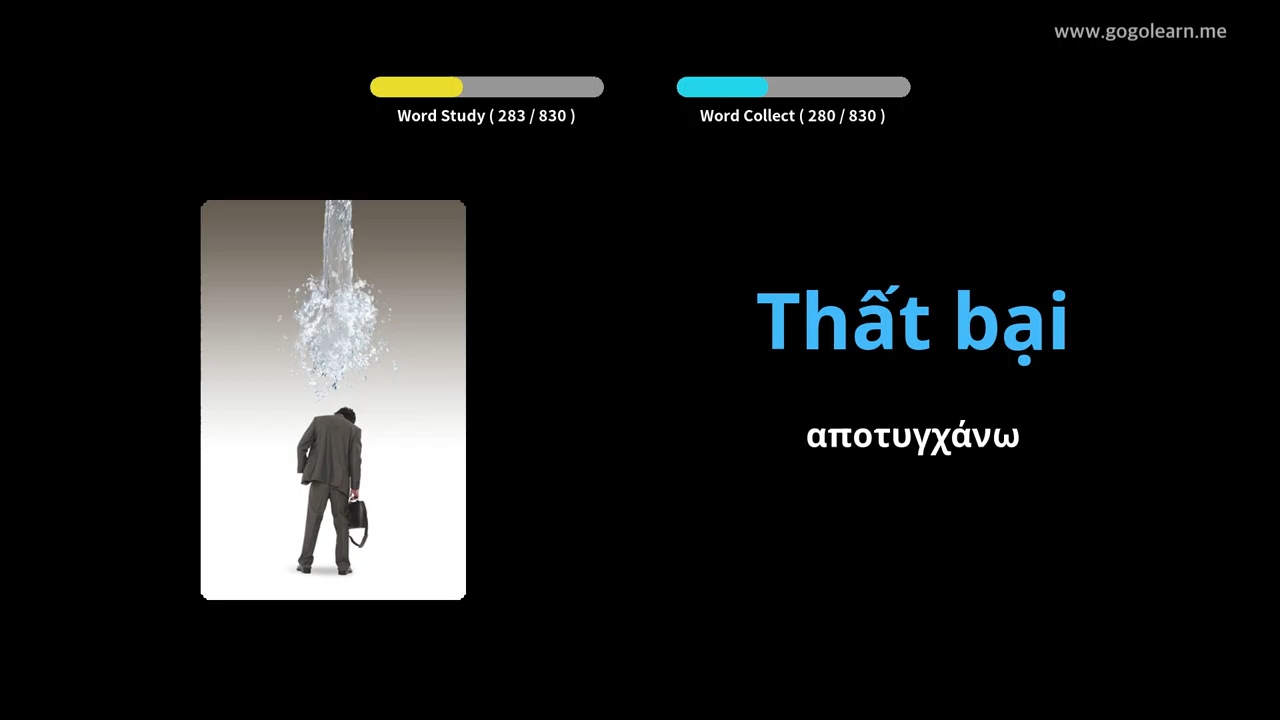 www.gogolearn.me
Word Study ( 283 / 830 )
Word Collect ( 280 / 830 )
Thất bại
αποτυγχάνω